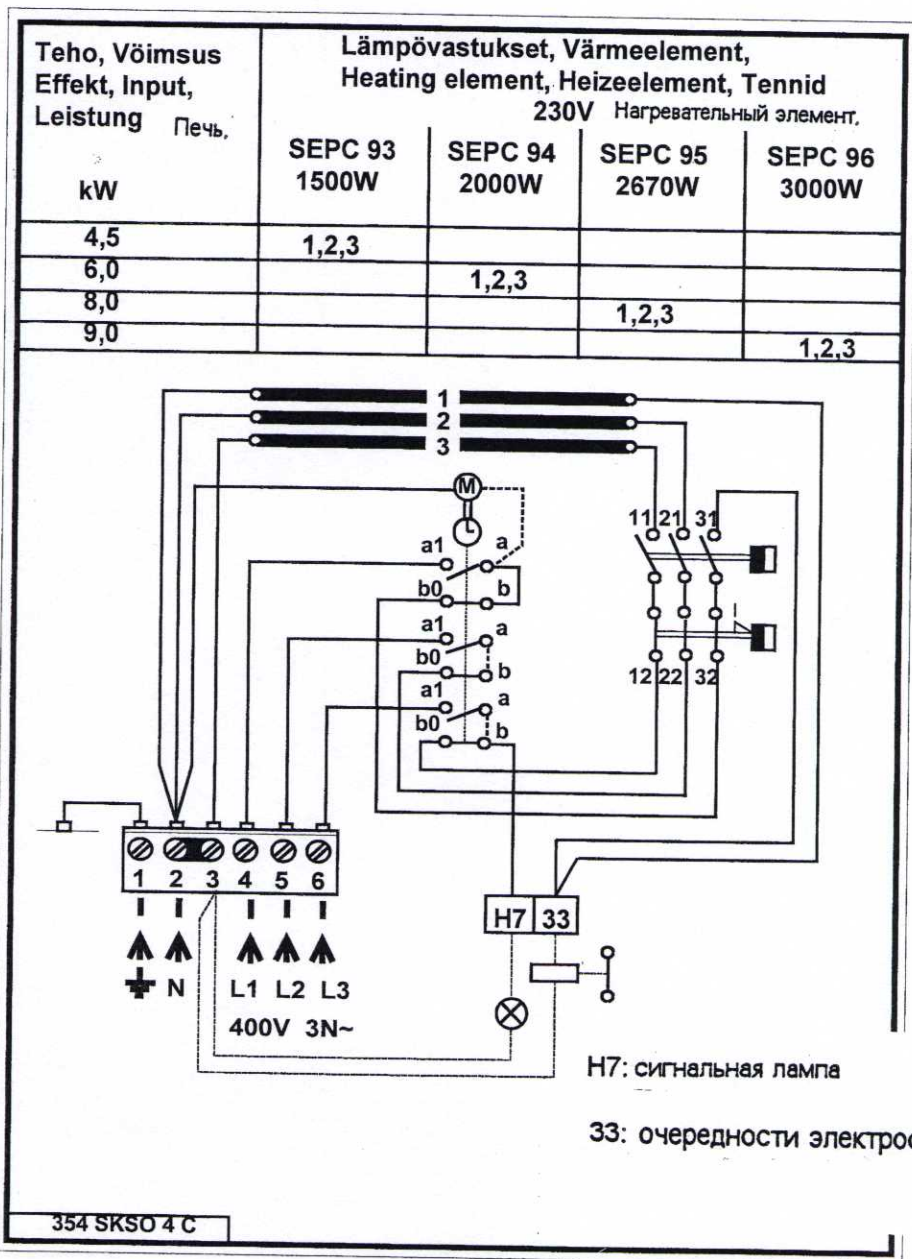 Teho, Vöimsus
Effekt, Input,
Leistung Печь,
kW
Lämpövastukset, Värmeelement,
Heating element, Heizeelement, Tennid
230V Нагревательный элемент,
SEPC 93
1500W
SEPC 94
2000W
SEPC 95
2670W
SEPC 96
3000W
4,5 1,2,3
6,0 1,2,3
8,0 1,2,3
9,0 1,2,3
1
2
3
M
11 21 31
a1 a
b0 b
a1 a
b0 b
a1 a
b0 b
12 22 32
1 2 3 4 5 6
H7 33
N L1 L2 L3
400V 3N~
H7: сигнальная лампа
33: очередности электроо
354 SKSO 4 C